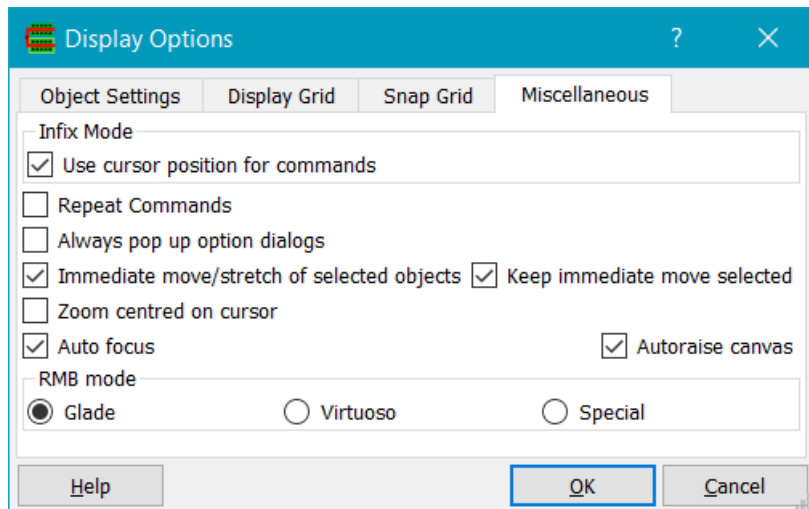 Display Options
?
Object Settings Display Grid Snap Grid Miscellaneous
Infix Mode
Use cursor position for commands
Repeat Commands
Always pop up option dialogs
Immediate move/stretch of selected objects Keep immediate move selected
Zoom centred on cursor
Auto focus Autoraise canvas
RMB mode
Glade Virtuoso Special
Help OK Cancel